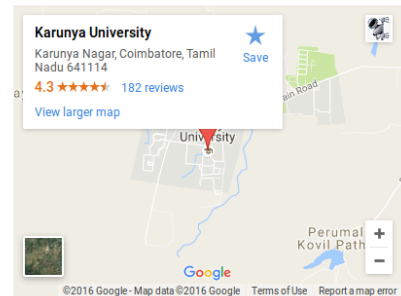 Karunya University
Karunya Nagar, Coimbatore, Tamil
Nadu 641114
Save
4.3 ★★★★★ 182 reviews
View larger map
ain Road
University
Perumal
Kovil Path
+
−
Google
©2016 Google - Map data ©2016 Google Terms of Use Report a map error